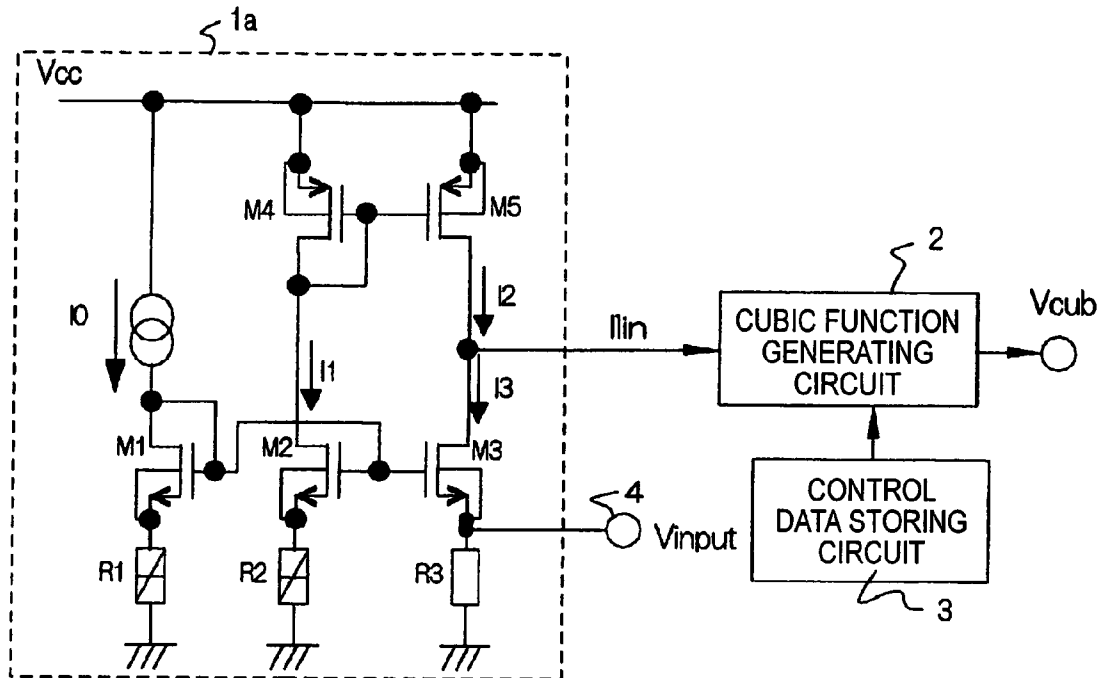 1a
Vcc
M4
M5
I0
I2
2
Vcub
Ilin
CUBIC FUNCTION
GENERATING
CIRCUIT
I1
I3
M1
M2
M3
4
Vinput
CONTROL
DATA STORING
CIRCUIT
R1
R2
R3
3